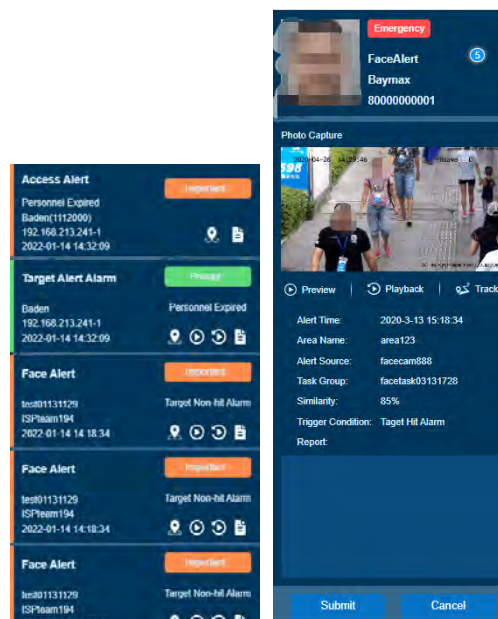 Access Alert
Important
Personnel Expired
Baden(1112000)
192.168.213.241-1
2022-01-14 14:32:09
Target Alert Alarm
Baden
Personnel Expired
192.168.213.241-1
2022-01-14 14:32:09
Face Alert
Important
test01131129
Target Non-hit Alarm
ISPteam194
2022-01-14 14:18:34
Face Alert
Important
test01131129
Target Non-hit Alarm
ISPteam194
2022-01-14 14:18:34
Face Alert
Important
test01131129
Target Non-hit Alarm
ISPteam194
Emergency
FaceAlert
5
Baymax
80000000001
Photo Capture
598
Preview
Playback
Track
Alert Time: 2020-3-13 15:18:34
Area Name: area123
Alert Source: facecam888
Task Group: facetask03131728
Similarity: 85%
Trigger Condition: Taget Hit Alarm
Report:
Submit
Cancel